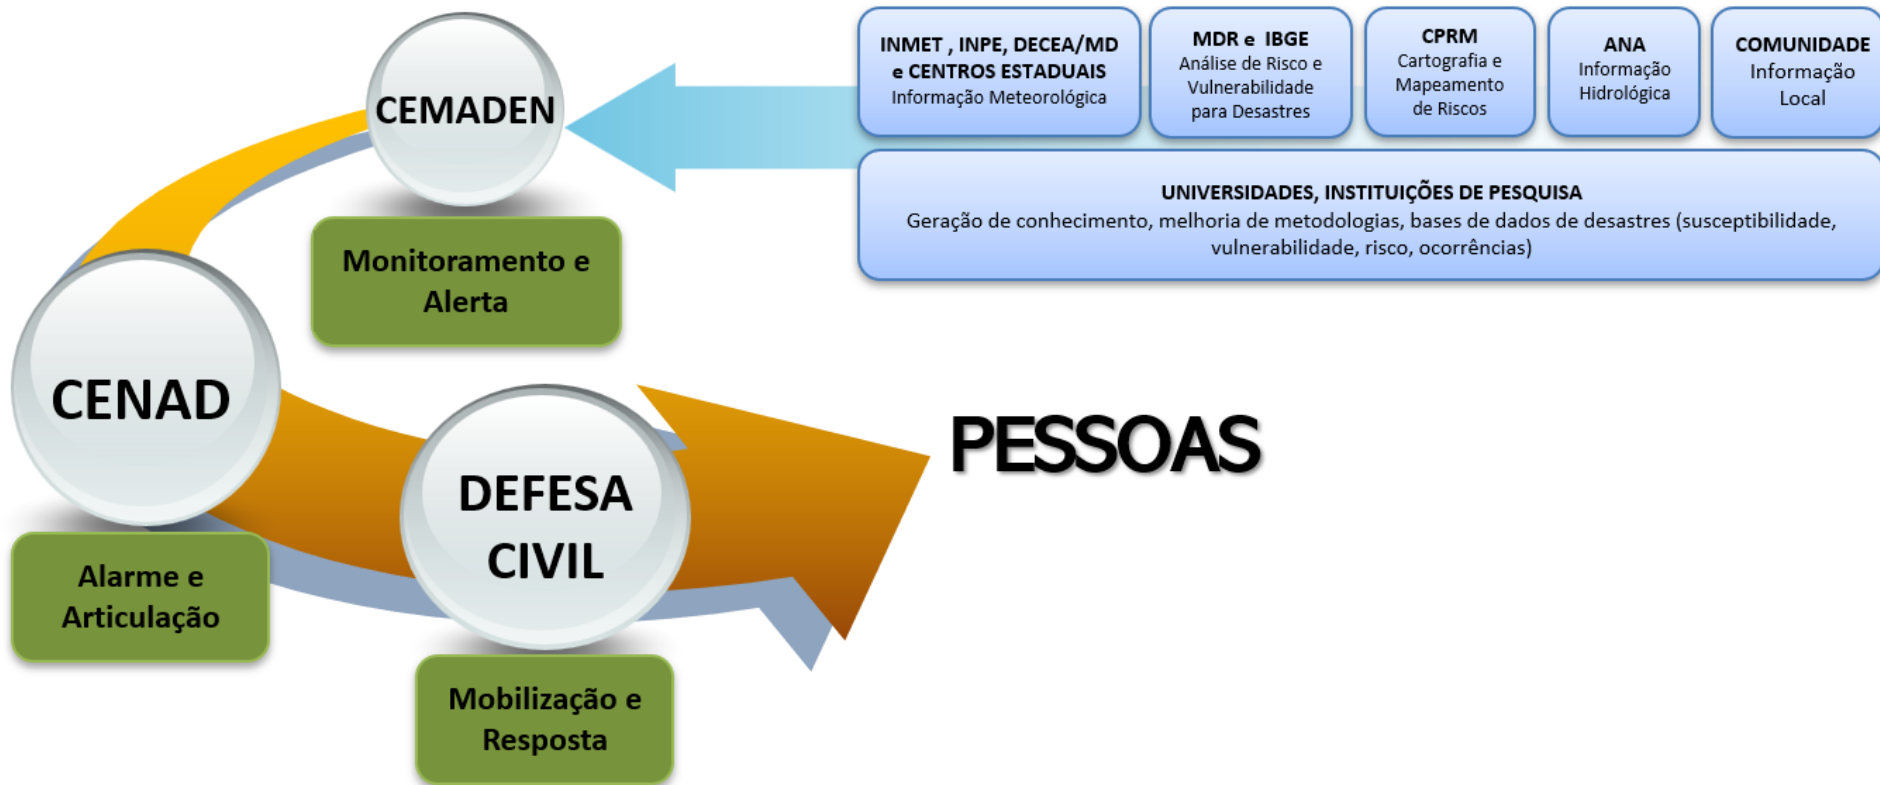 CEMADEN
Monitoramento e
Alerta
INMET , INPE, DECEA/MD
e CENTROS ESTADUAIS
Informação Meteorológica
MDR e IBGE
Análise de Risco e
Vulnerabilidade
para Desastres
CPRM
Cartografia e
Mapeamento
de Riscos
ANA
Informação
Hidrológica
COMUNIDADE
Informação
Local
UNIVERSIDADES, INSTITUIÇÕES DE PESQUISA
Geração de conhecimento, melhoria de metodologias, bases de dados de desastres (susceptibilidade,
vulnerabilidade, risco, ocorrências)
CENAD
Alarme e
Articulação
DEFESA
CIVIL
Mobilização e
Resposta
PESSOAS